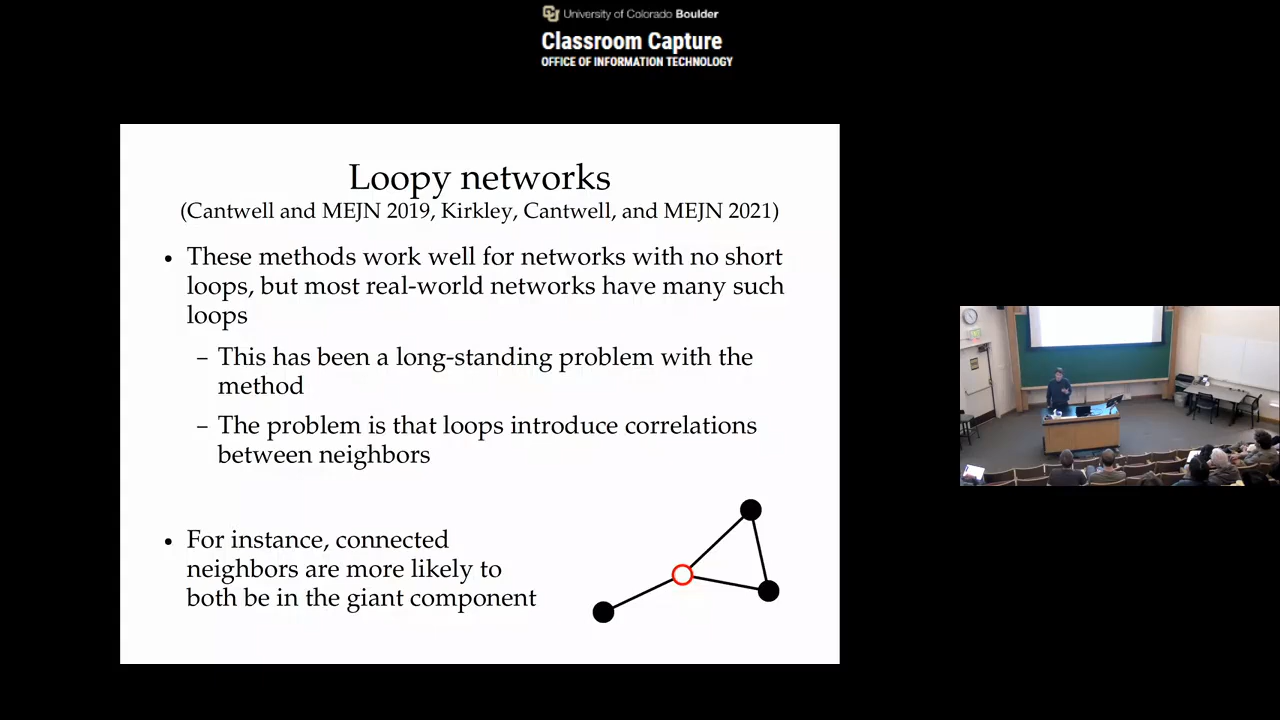 University of Colorado Boulder
Classroom Capture
OFFICE OF INFORMATION TECHNOLOGY
Loopy networks
(Cantwell and MEJN 2019, Kirkley, Cantwell, and MEJN 2021)
• These methods work well for networks with no short
loops, but most real-world networks have many such
loops
– This has been a long-standing problem with the
method
– The problem is that loops introduce correlations
between neighbors
• For instance, connected
neighbors are more likely to
both be in the giant component